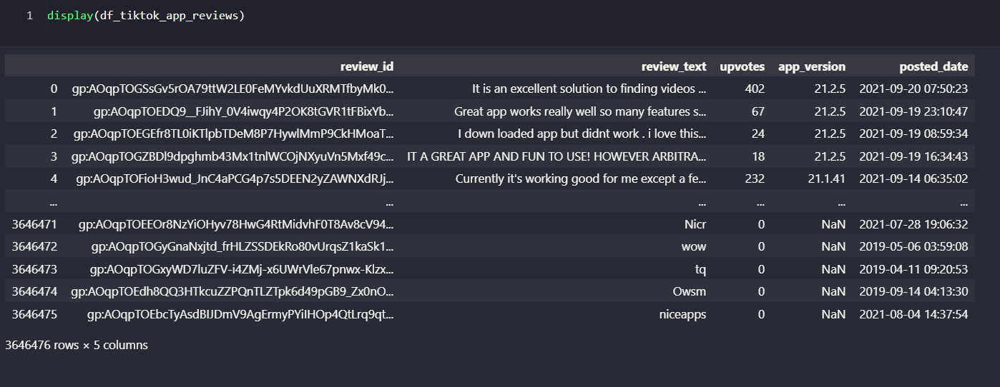 1 display(df_tiktok_app_reviews)
review_id review_text upvotes app_version posted_date
0 gp:AOqpTOGSsGv5rOA79ttW2LE0FeMYvkdUuXRMTfbyMk0... It is an excellent solution to finding videos ... 402 21.2.5 2021-09-20 07:50:23
1 gp:AOqpTOEDQ9__FJihY_0V4iwqy4P2OK8tGVR1tFBixYb... Great app works really well so many features s... 67 21.2.5 2021-09-19 23:10:47
2 gp:AOqpTOEGEfr8TL0iKTlpbTDeM8P7HywlMmP9CkHMoaT... I down loaded app but didnt work . i love this... 24 21.2.5 2021-09-19 08:59:34
3 gp:AOqpTOGZBDl9dpghmb43Mx1tnlWCOjNXyuVn5Mxf49c... IT A GREAT APP AND FUN TO USE! HOWEVER ARBITRA... 18 21.2.5 2021-09-19 16:34:43
4 gp:AOqpTOFioH3wud_JnC4aPCG4p7s5DEEN2yZAWNXdRJj... Currently it's working good for me except a fe... 232 21.1.41 2021-09-14 06:35:02
... ... ... ... ... ...
3646471 gp:AOqpTOEEOr8NzYiOHyv78HwG4RtMidvhF0T8Av8cV94... Nicr 0 NaN 2021-07-28 19:06:32
3646472 gp:AOqpTOGyGnaNxjtd_frHLZSSDEkRo80vUrqsZ1kaSk1... wow 0 NaN 2019-05-06 03:59:08
3646473 gp:AOqpTOGxyWD7luZFV-i4ZMj-x6UWrVle67pnwx-Klzx... tq 0 NaN 2019-04-11 09:20:53
3646474 gp:AOqpTOEdh8QQ3HTkcuZZPQnTLZTpk6d49pGB9_Zx0nO... Owsm 0 NaN 2019-09-14 04:13:30
3646475 gp:AOqpTOEbcTyAsdBIJDmV9AgErmyPYiIIHOp4QtLrq9qt... niceapps 0 NaN 2021-08-04 14:37:54
3646476 rows × 5 columns